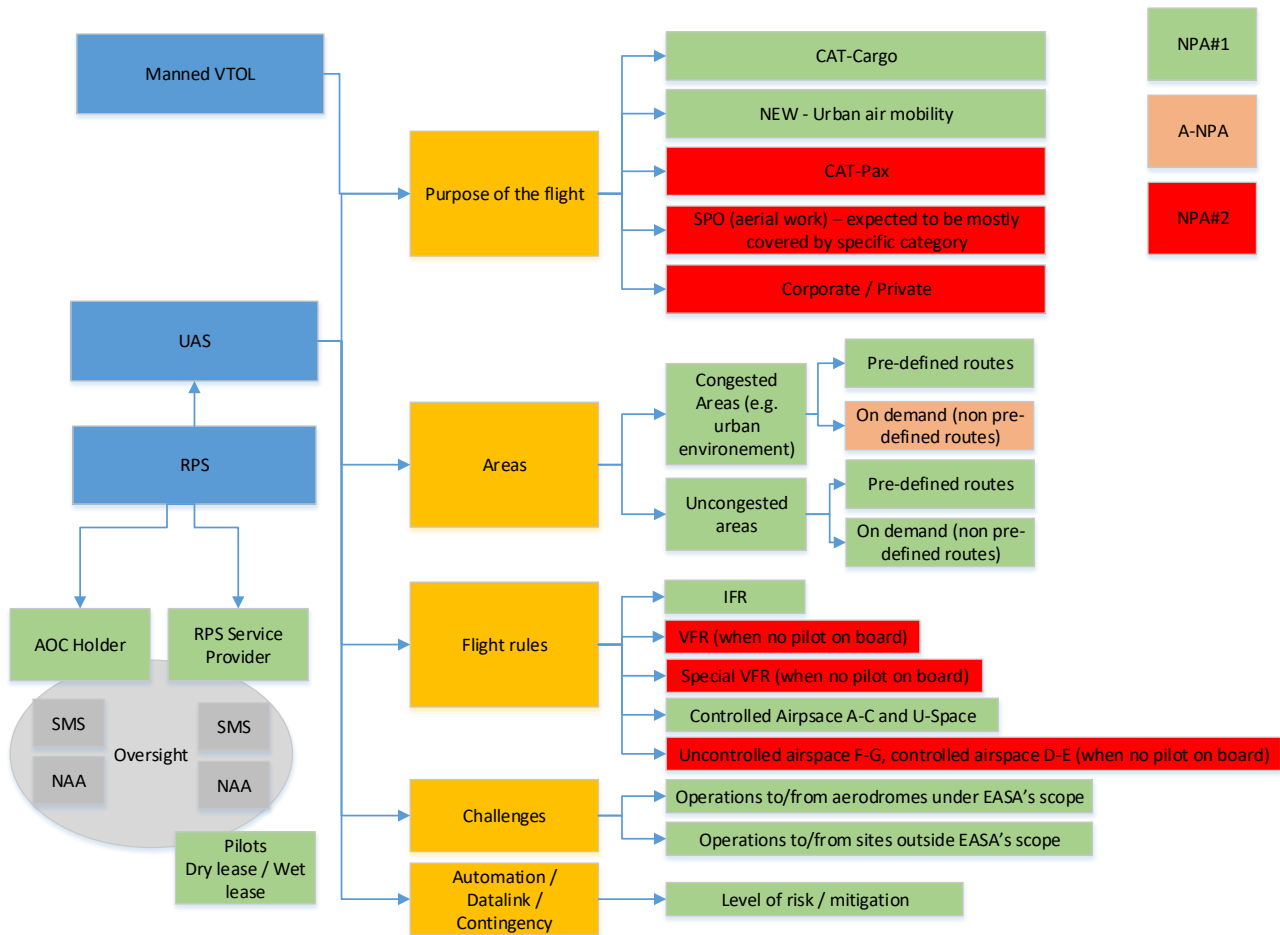 Manned VTOL
UAS
RPS
AOC Holder
RPS Service
Provider
SMS
SMS
Oversight
NAA
NAA
Pilots
Dry lease / Wet
lease
Purpose of the flight
CAT-Cargo
NEW - Urban air mobility
CAT-Pax
SPO (aerial work) – expected to be mostly
covered by specific category
Corporate / Private
Areas
Congested
Areas (e.g.
urban
environement)
Pre-defined routes
On demand (non pre-
defined routes)
Uncongested
areas
Pre-defined routes
On demand (non pre-
defined routes)
Flight rules
IFR
VFR (when no pilot on board)
Special VFR (when no pilot on board)
Controlled Airpsace A-C and U-Space
Uncontrolled airspace F-G, controlled airspace D-E (when no pilot on board)
Challenges
Operations to/from aerodromes under EASA’s scope
Operations to/from sites outside EASA’s scope
Automation /
Datalink /
Contingency
Level of risk / mitigation
NPA#1
A-NPA
NPA#2